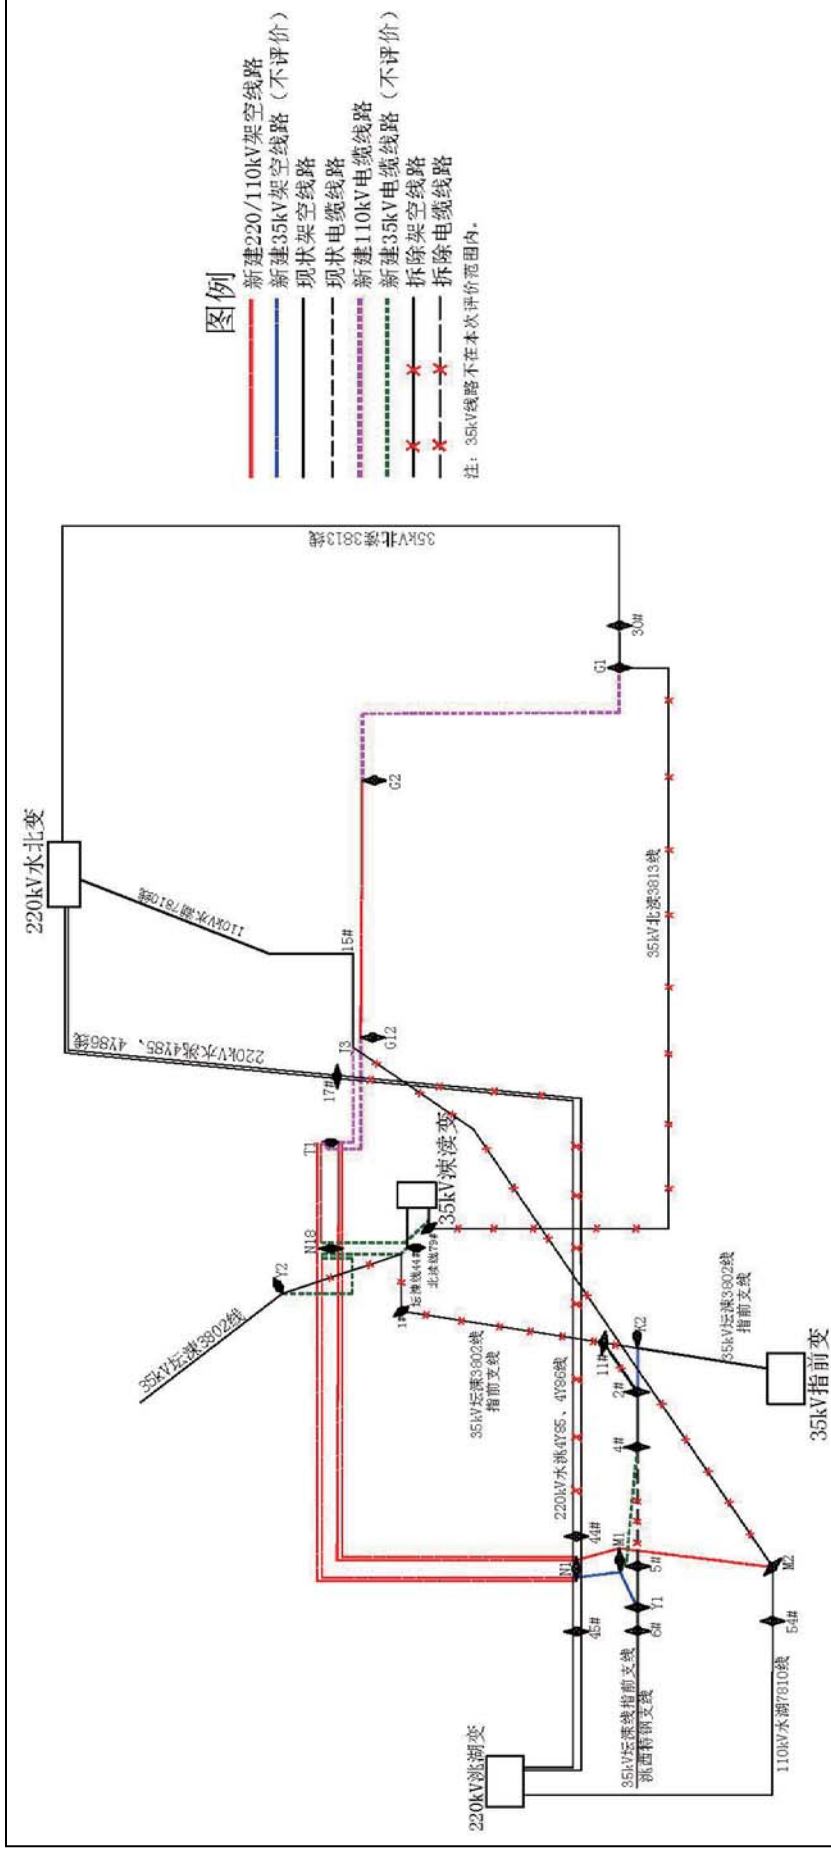 图例
新建220/110kV架空线路
新建35kV架空线路（不评价）
现状架空线路
现状电缆线路
新建110kV电缆线路
新建35kV电缆线路（不评价）
拆除架空线路
拆除电缆线路
注：35kV线路不在本次评价范围内。
220kV水北变
35kV北渎3813线
110kV水湖7810线
220kV水洮4Y85、4Y86线
15#
J3
17#
G12
G2
G1
30#
35kV北渎3813线
T1
N18
Y2
35kV坛涑3802线
35kV涑渎变
坛涑线44#
北渎线79#
1#
35kV坛涑3802线
指前支线
220kV水洮4Y85、4Y86线
11#
K2
2#
4#
35kV坛涑3802线
指前支线
35kV指前变
44#
N1
M1
5#
Y1
45#
6#
M2
54#
35kV坛涑线指前支线
洮西特钢支线
110kV水湖7810线
220kV洮湖变